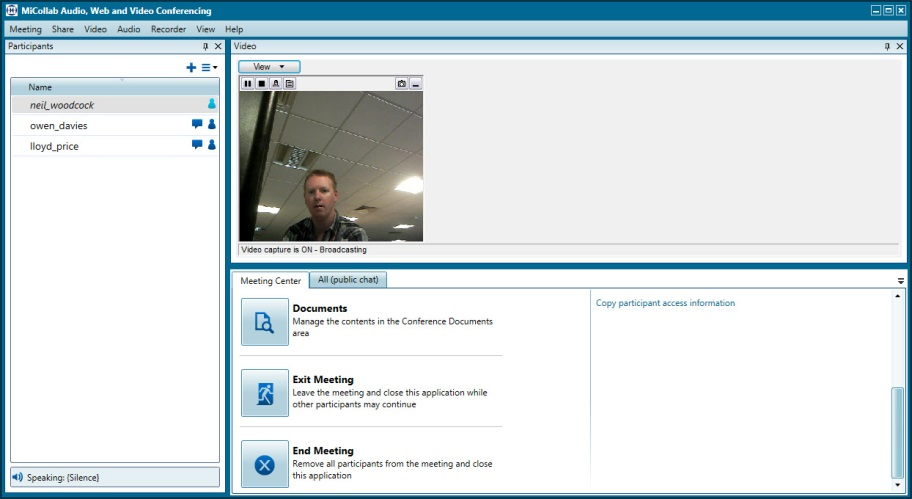 MiCollab Audio, Web and Video Conferencing
Meeting Share Video Audio Recorder View Help
Participants
Name
neil_woodcock
owen_davies
lloyd_price
Speaking: (Silence)
Video
View
Video capture is ON - Broadcasting
Meeting Center
All (public chat)
Documents
Manage the contents in the Conference Documents
area
Exit Meeting
Leave the meeting and close this application while
other participants may continue
End Meeting
Remove all participants from the meeting and close
this application
Copy participant access information